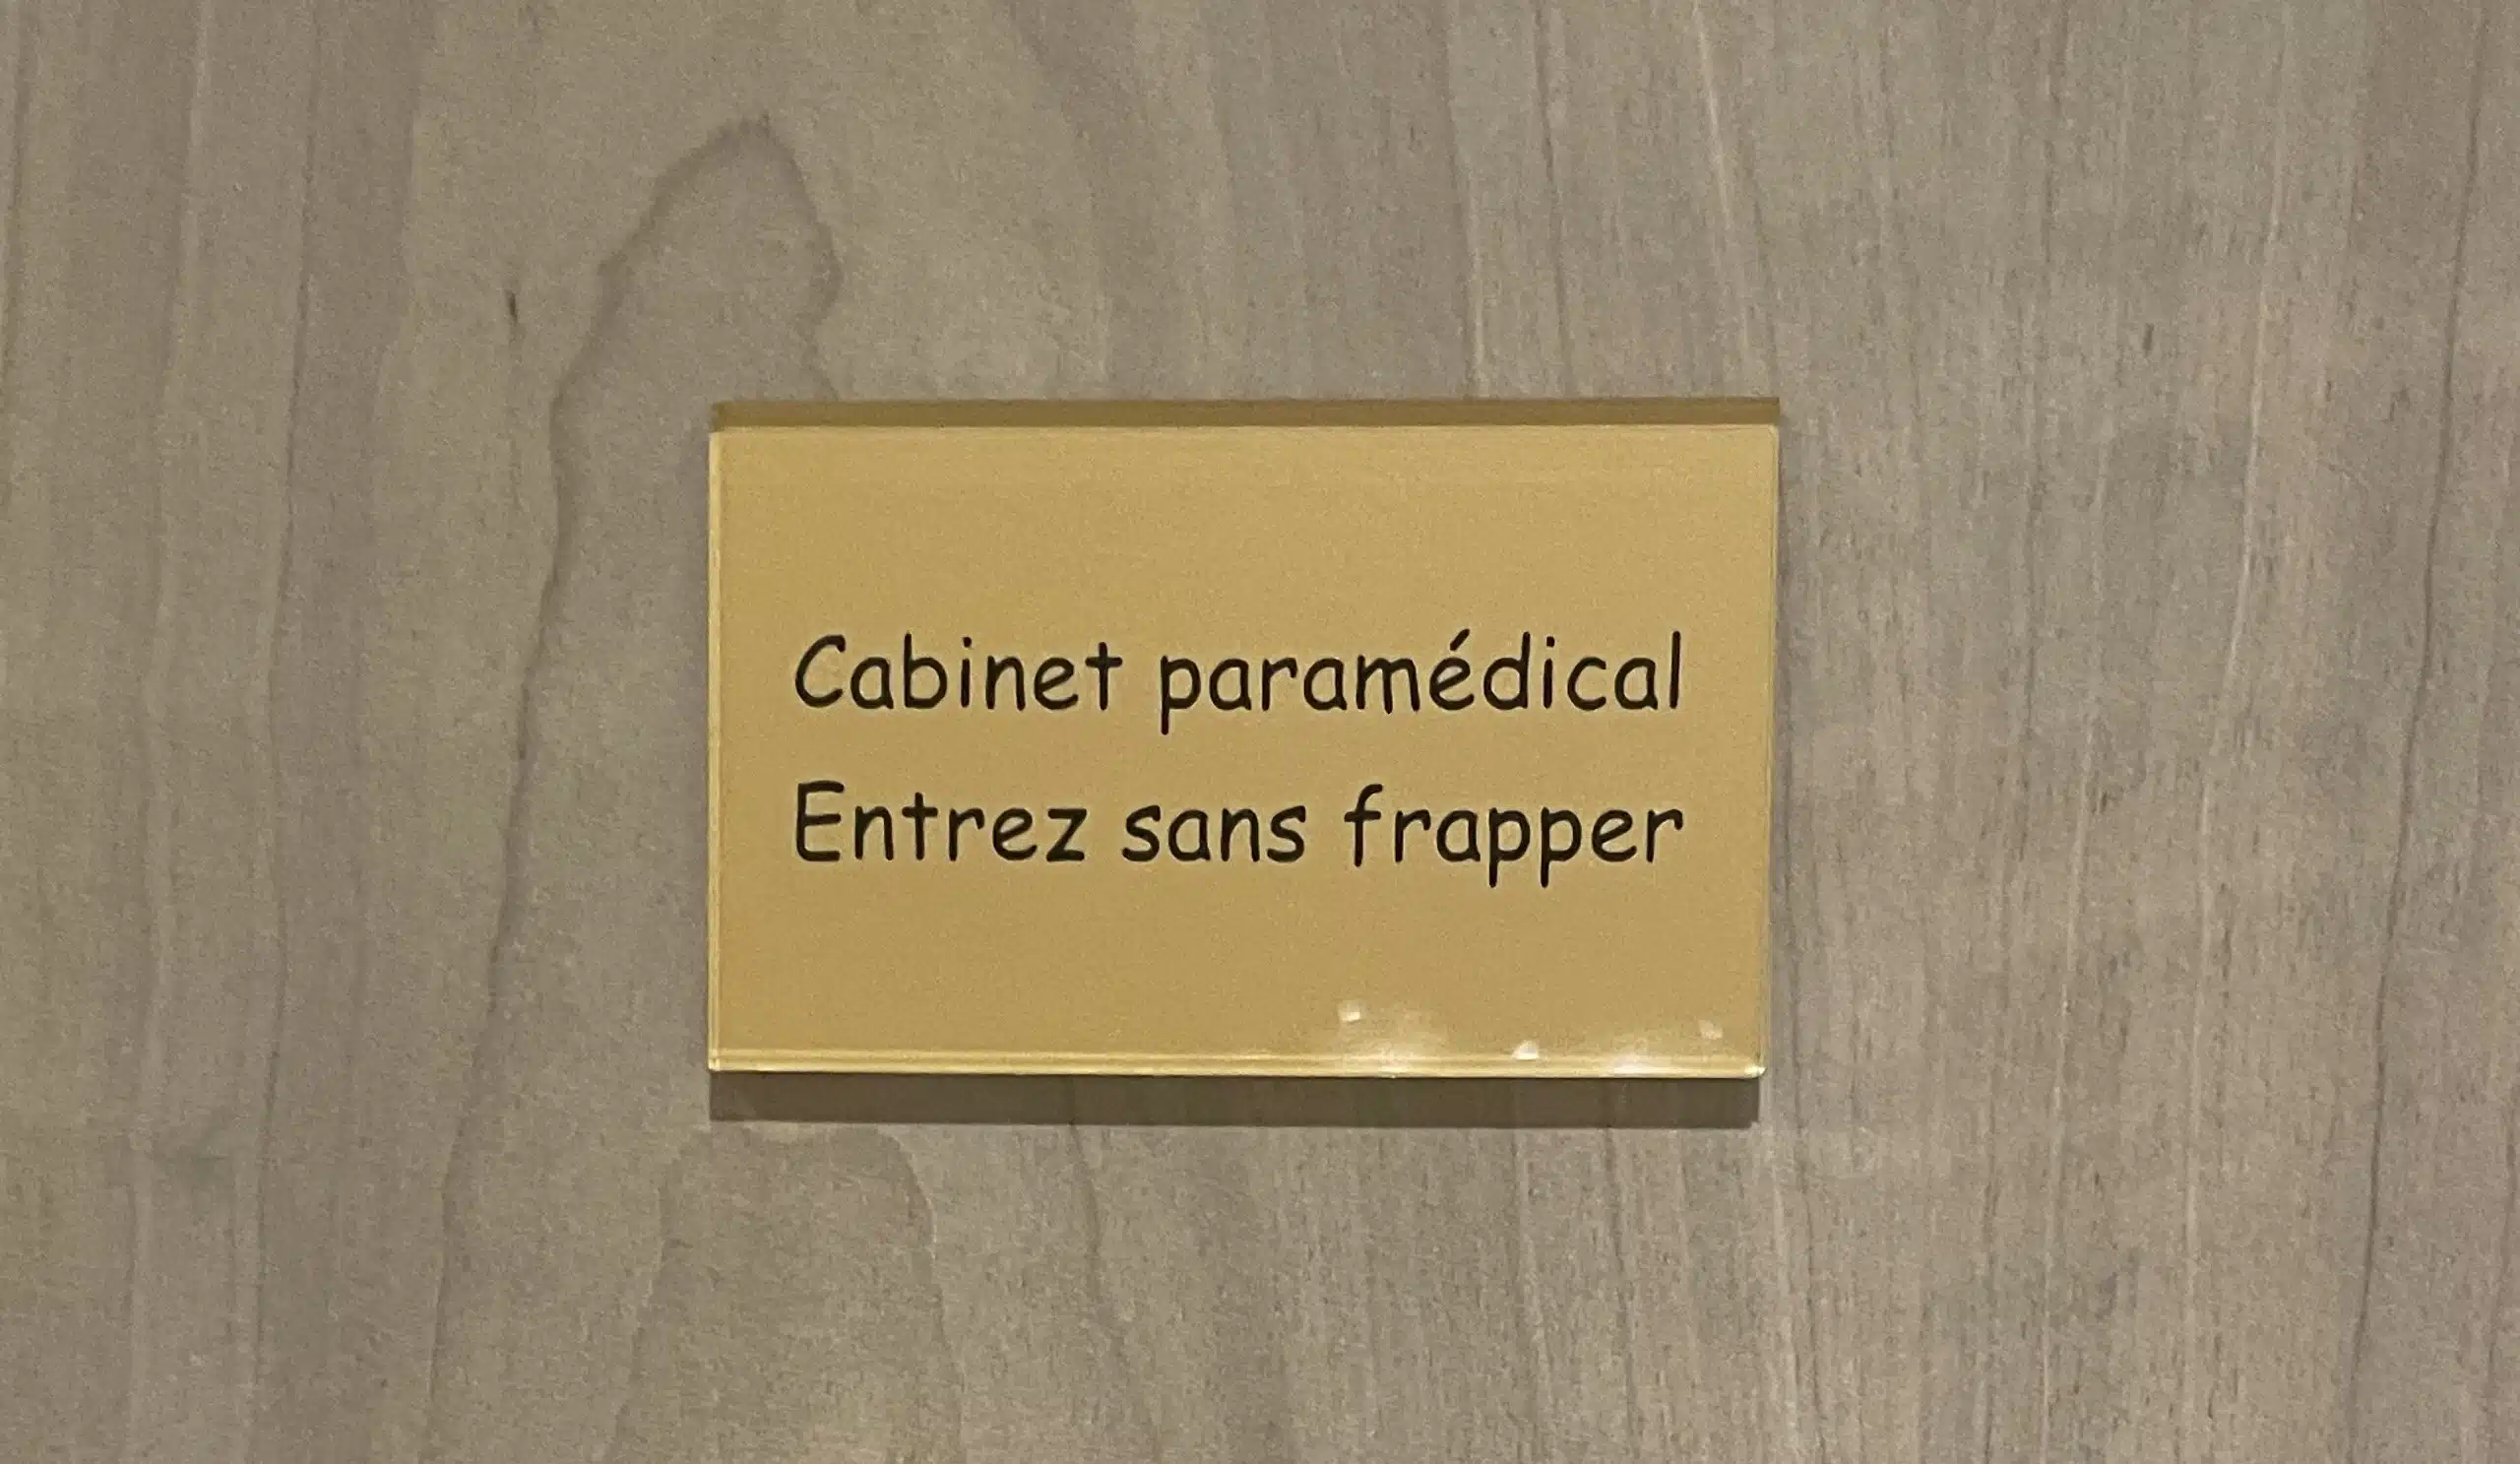 Cabinet paramédical
Entrez sans frapper